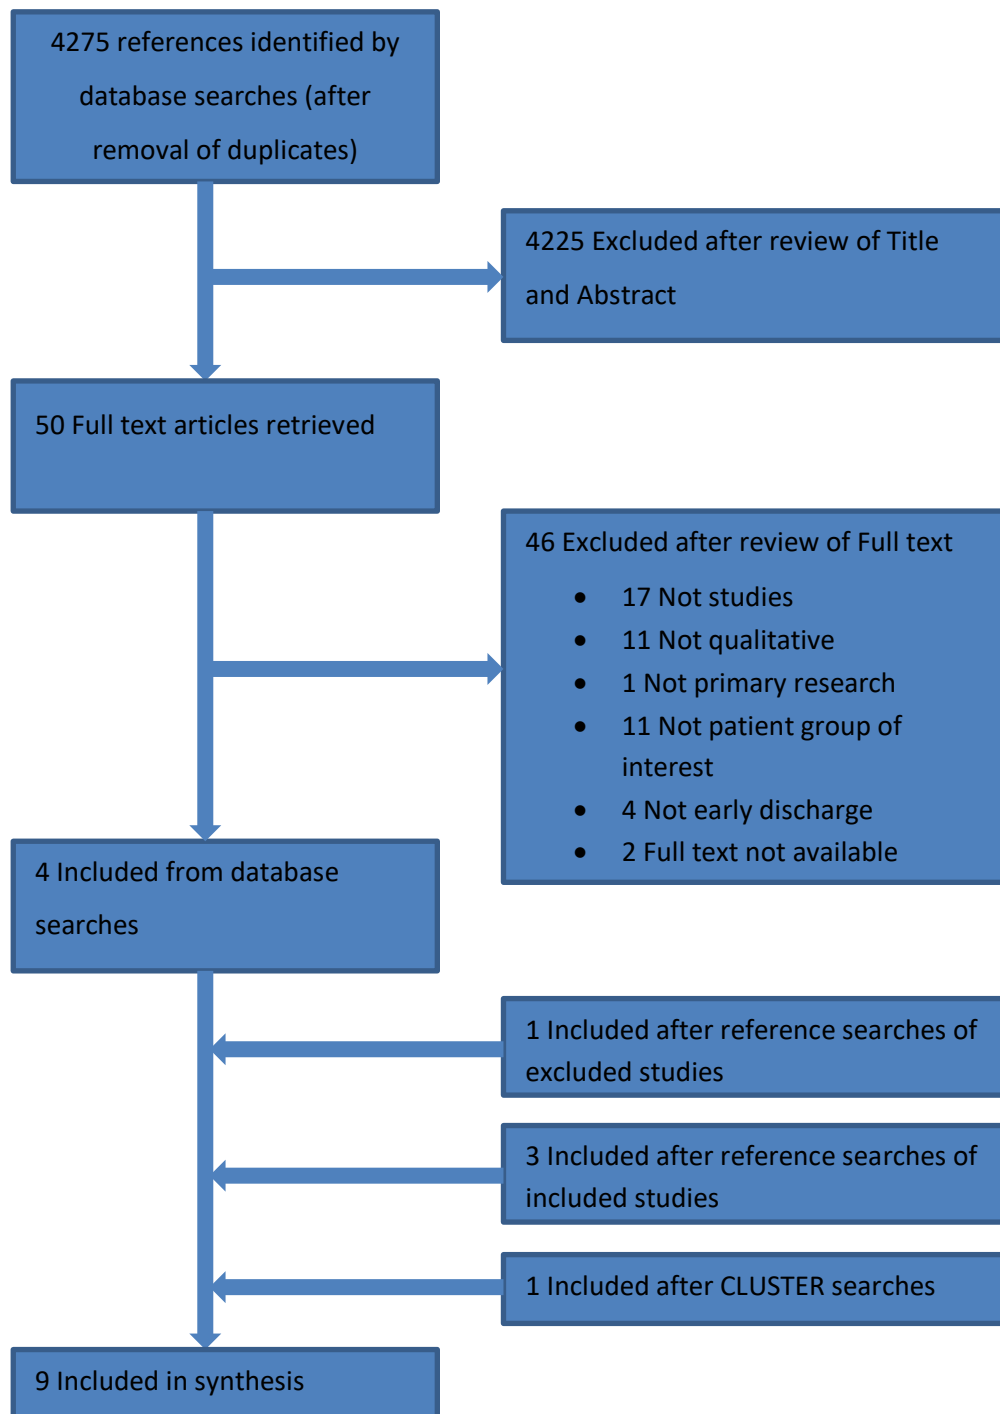 4275 references identified by
database searches (after
removal of duplicates)
4225 Excluded after review of Title
and Abstract
50 Full text articles retrieved
46 Excluded after review of Full text
• 17 Not studies
• 11 Not qualitative
• 1 Not primary research
• 11 Not patient group of
interest
• 4 Not early discharge
• 2 Full text not available
4 Included from database
searches
1 Included after reference searches of
excluded studies
3 Included after reference searches of
included studies
1 Included after CLUSTER searches
9 Included in synthesis